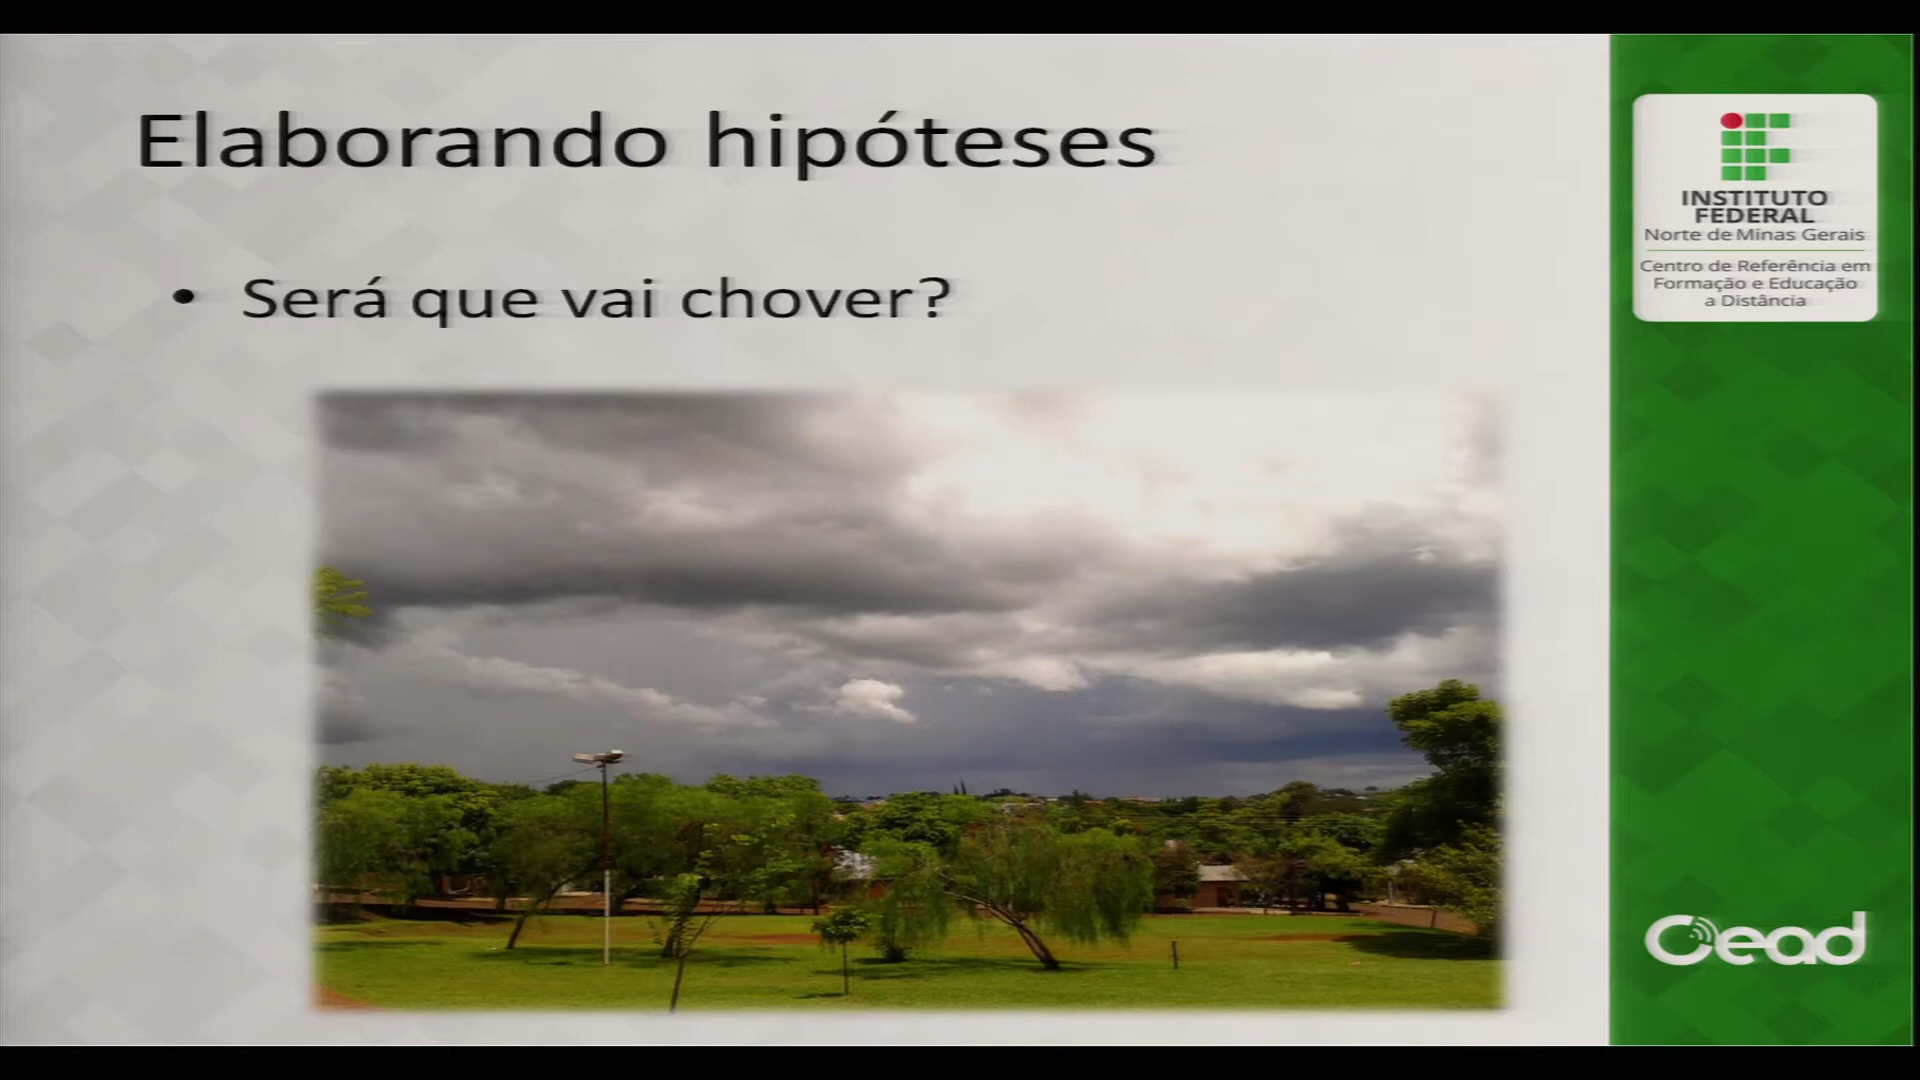 Elaborando hipóteses
• Será que vai chover?
INSTITUTO
FEDERAL
Norte de Minas Gerais
Centro de Referência em
Formação e Educação
a Distância
Cead